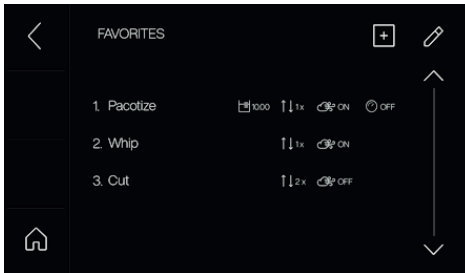 FAVORITES
1. Pacotize 1000 1x ON OFF
2. Whip 1x ON
3. Cut 2x OFF